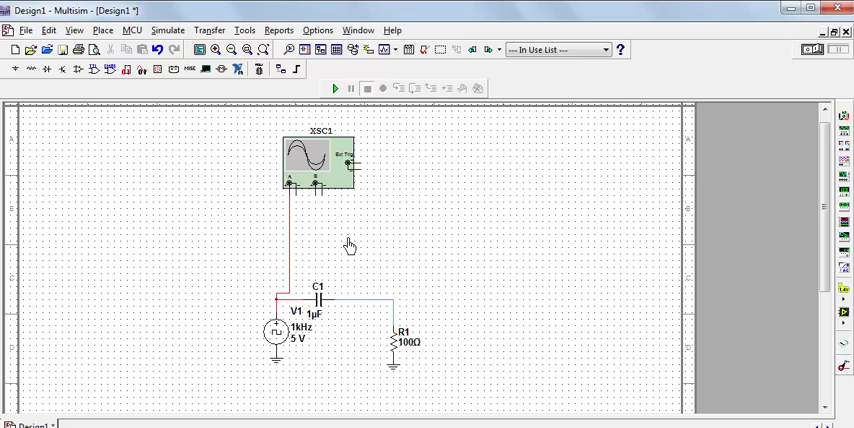 Design1 - Multisim - [Design1 *]
File Edit View Place MCU Simulate Transfer Tools Reports Options Window Help
--- In Use List ---
?
MISC
A
A
XSC1
Ext Trig
A B
B
B
C
C
C1
V1 1µF
1kHz
5 V
R1
100Ω
D
D
Design1 *